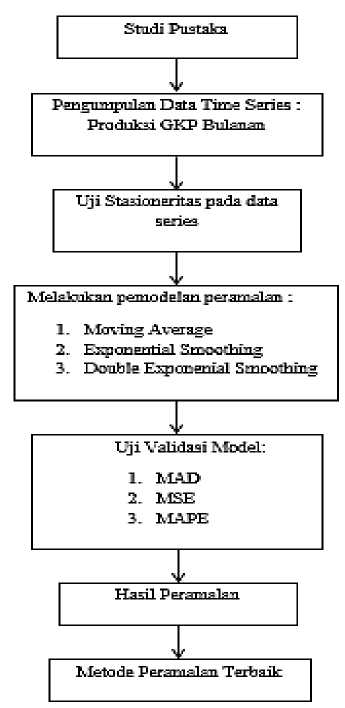 Studi Pustaka
Pengumpulan Data Time Series :
Produksi GKP Bulanan
Uji Stasioneritas pada data
series
Melakukan pemodelan peramalan :
1. Moving Average
2. Exponential Smoothing
3. Double Exponenial Smoothing
Uji Validasi Model:
1. MAD
2. MSE
3. MAPE
Hasil Peramalan
Metode Peramalan Terbaik